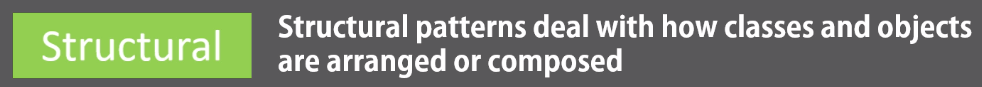 Structural
Structural patterns deal with how classes and objects
are arranged or composed